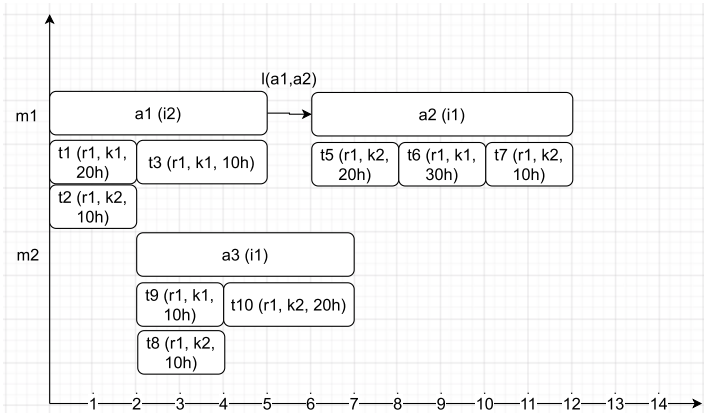 l(a1,a2)
m1
a1 (i2)
a2 (i1)
t1 (r1, k1,
20h)
t3 (r1, k1, 10h)
t5 (r1, k2,
20h)
t6 (r1, k1,
30h)
t7 (r1, k2,
10h)
t2 (r1, k2,
10h)
m2
a3 (i1)
t9 (r1, k1,
10h)
t10 (r1, k2, 20h)
t8 (r1, k2,
10h)
1 2 3 4 5 6 7 8 9 10 11 12 13 14